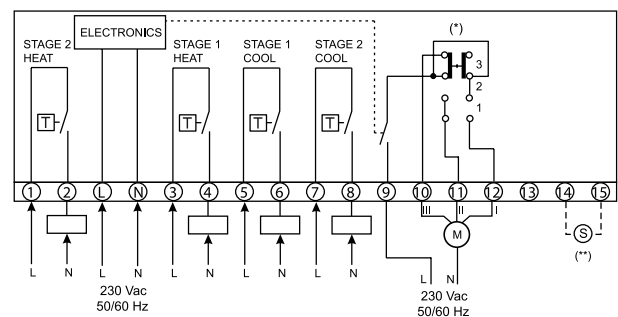 ELECTRONICS
(*)
STAGE 2
HEAT
STAGE 1
HEAT
STAGE 1
COOL
STAGE 2
COOL
3
2
1
T
T
T
T
1 2 L N 3 4 5 6 7 8 9 10 11 12 13 14 15
III II I
M
S
(**)
L N L N L N L N L N L N
230 Vac
50/60 Hz
230 Vac
50/60 Hz